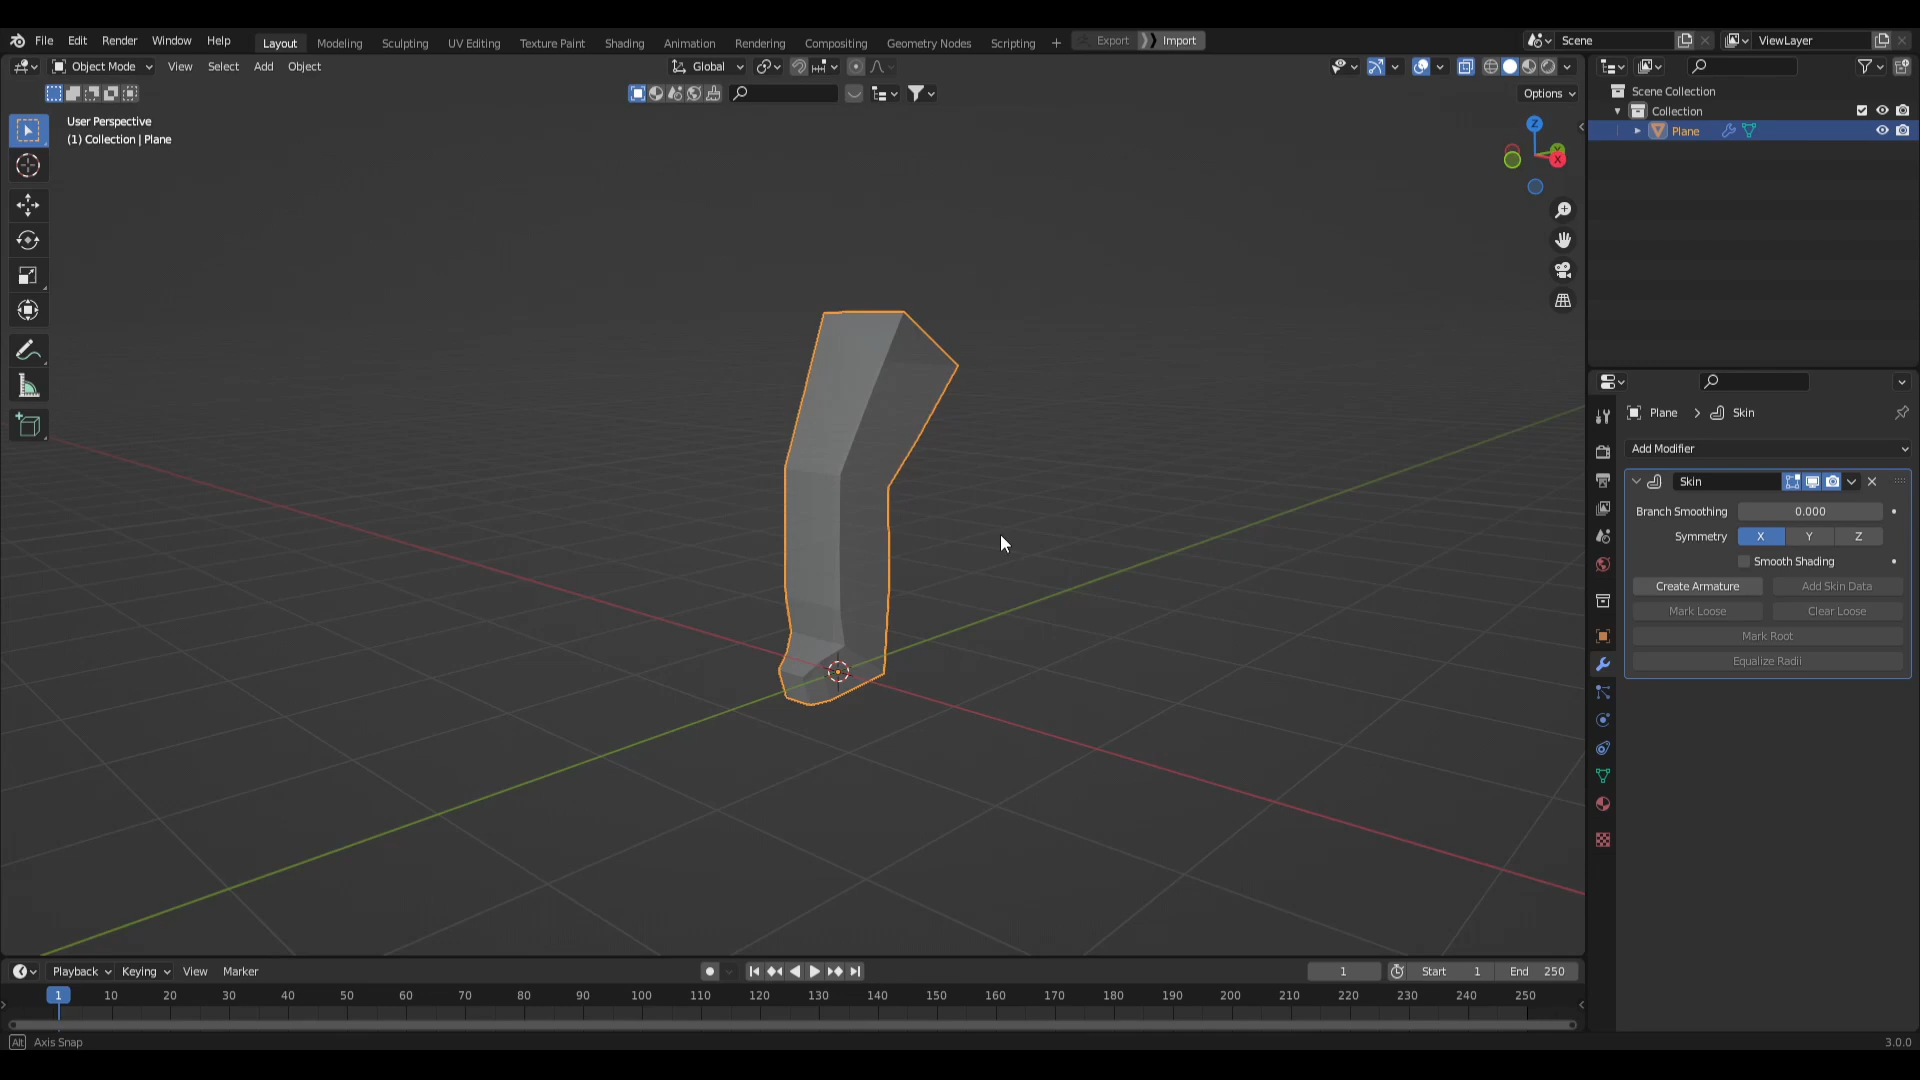 File Edit Render Window Help Layout Modeling Sculpting UV Editing Texture Paint Shading Animation Rendering Compositing Geometry Nodes Scripting + Export Import Scene ViewLayer
Object Mode View Select Add Object Global
Options
User Perspective
(1) Collection | Plane
Z
Y
X
Scene Collection
Collection
Plane
Plane > Skin
Add Modifier
Skin
Branch Smoothing 0.000
Symmetry X Y Z
Smooth Shading
Create Armature Add Skin Data
Mark Loose Clear Loose
Mark Root
Equalize Radii
Playback Keying View Marker 1 Start 1 End 250
1 10 20 30 40 50 60 70 80 90 100 110 120 130 140 150 160 170 180 190 200 210 220 230 240 250
Alt Axis Snap 3.0.0